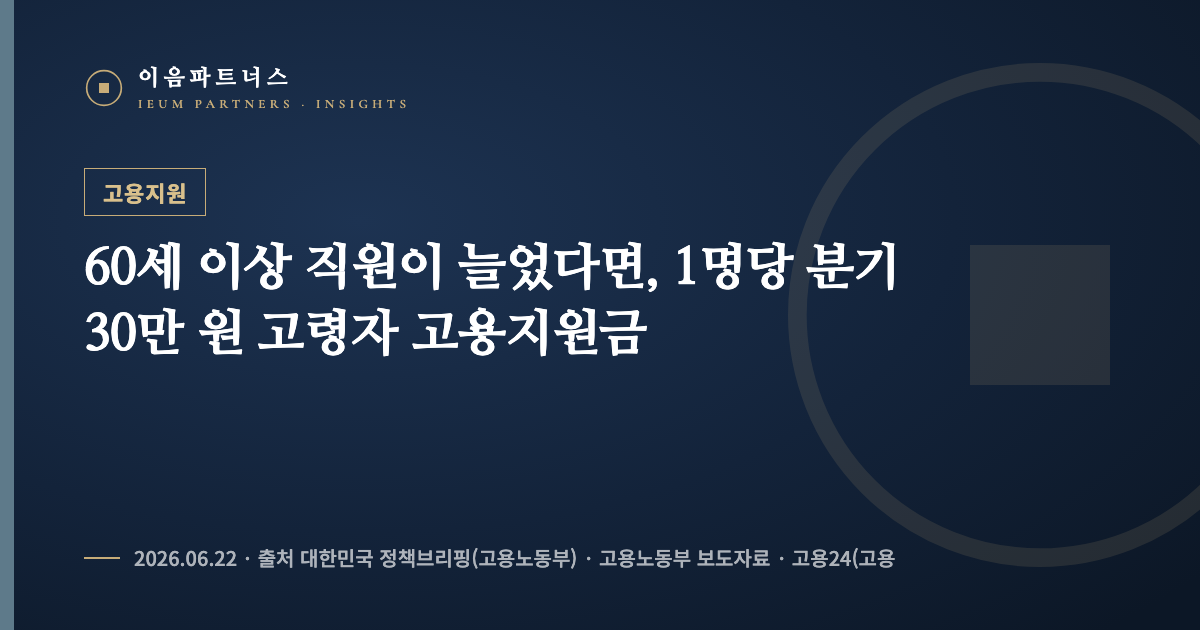 이음파트너스
IEUM PARTNERS · INSIGHTS
고용지원
60세 이상 직원이 늘었다면, 1명당 분기
30만 원 고령자 고용지원금
2026.06.22 · 출처 대한민국 정책브리핑(고용노동부) · 고용노동부 보도자료 · 고용24(고용